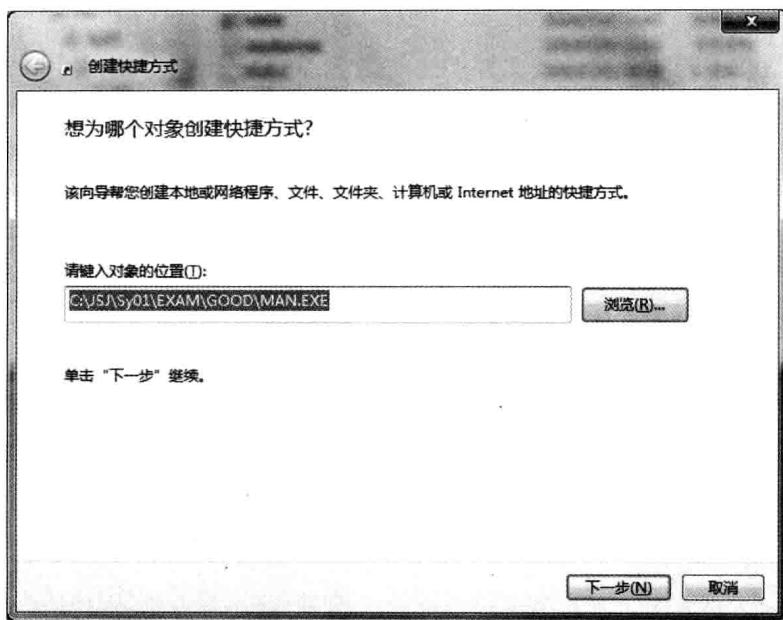 X
创建快捷方式
想为哪个对象创建快捷方式?
该向导帮您创建本地或网络程序、文件、文件夹、计算机或 Internet 地址的快捷方式。
请键入对象的位置(T):
C:\JSJ\Sy01\EXAM\GOOD\MAN.EXE
浏览(R)...
单击 "下一步" 继续。
下一步(N)
取消